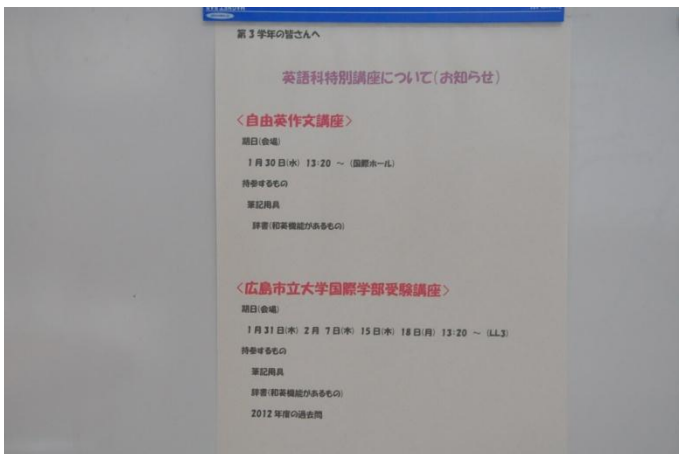 第3学年の皆さんへ
英語科特別講座について(お知らせ)
<自由英作文講座>
期日(会場)
1月30日(水) 13:20 ~ (国際ホール)
持参するもの
筆記用具
辞書(和英機能があるもの)
<広島市立大学国際学部受験講座>
期日(会場)
1月31日(木) 2月 7日(木) 15日(木) 18日(月) 13:20 ~ (LL3)
持参するもの
筆記用具
辞書(和英機能があるもの)
2012年度の過去問